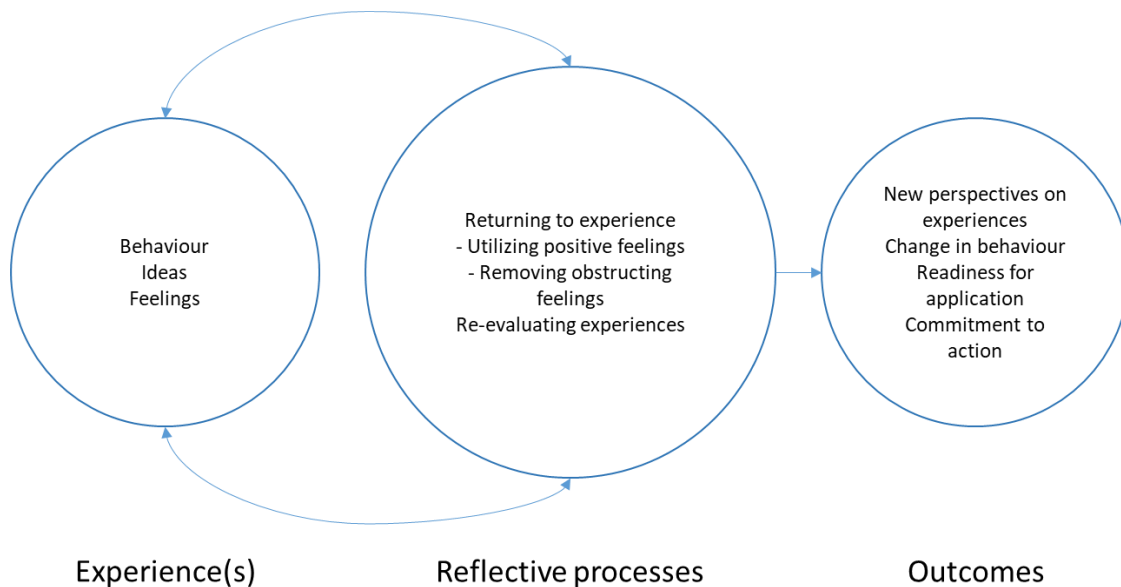 Behaviour
Ideas
Feelings
Returning to experience
- Utilizing positive feelings
- Removing obstructing
feelings
Re-evaluating experiences
New perspectives on
experiences
Change in behaviour
Readiness for
application
Commitment to
action
Experience(s)
Reflective processes
Outcomes